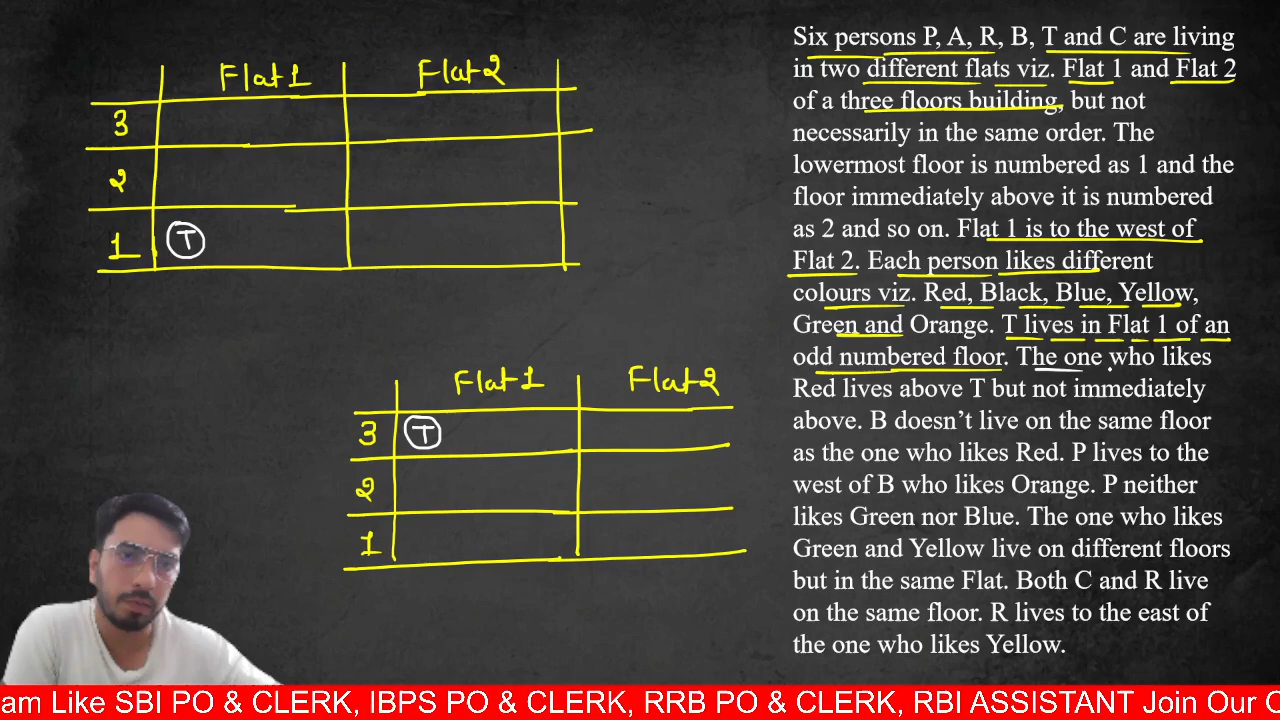 Flat 1 Flat 2
3
2
1 T
Flat 1 Flat 2
3 T
2
1
Six persons P, A, R, B, T and C are living
in two different flats viz. Flat 1 and Flat 2
of a three floors building, but not
necessarily in the same order. The
lowermost floor is numbered as 1 and the
floor immediately above it is numbered
as 2 and so on. Flat 1 is to the west of
Flat 2. Each person likes different
colours viz. Red, Black, Blue, Yellow,
Green and Orange. T lives in Flat 1 of an
odd numbered floor. The one who likes
Red lives above T but not immediately
above. B doesn’t live on the same floor
as the one who likes Red. P lives to the
west of B who likes Orange. P neither
likes Green nor Blue. The one who likes
Green and Yellow live on different floors
but in the same Flat. Both C and R live
on the same floor. R lives to the east of
the one who likes Yellow.
am Like SBI PO & CLERK, IBPS PO & CLERK, RRB PO & CLERK, RBI ASSISTANT Join Our C